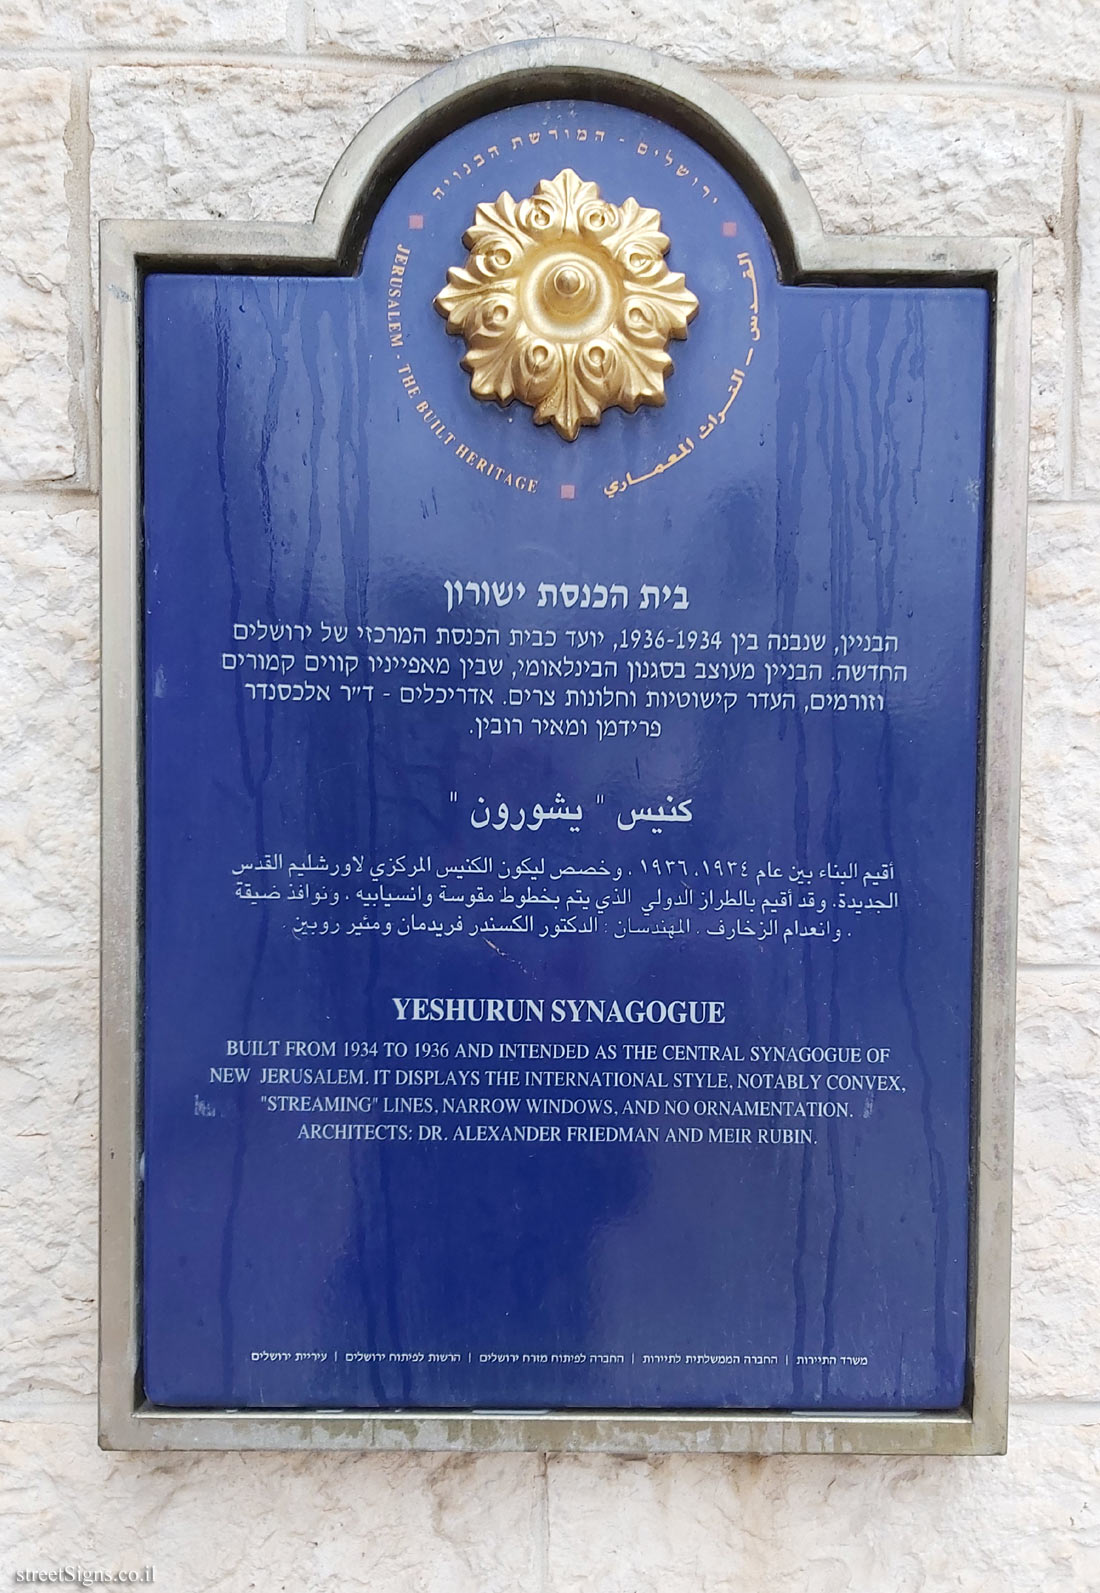 ירושלים - המורשת הבנויה
القدس – التراث المعماري
JERUSALEM - THE BUILT HERITAGE
בית הכנסת ישורון
הבניין, שנבנה בין 1936-1934, יועד כבית הכנסת המרכזי של ירושלים
החדשה. הבניין מעוצב בסגנון הבינלאומי, שבין מאפייניו קווים קמורים
וזורמים, העדר קישוטיות וחלונות צרים. אדריכלים - ד"ר אלכסנדר
פרידמן ומאיר רובין.
كنيس " يشورون "
أقيم البناء بين عام ١٩٣٤، ١٩٣٦ . وخصص ليكون الكنيس المركزي لاورشليم القدس
الجديدة. وقد أقيم بالطراز الدولي الذي يتم بخطوط مقوسة وانسيابيه . ونوافذ ضيقة
. وانعدام الزخارف . المهندسان : الدكتور الكسندر فريدمان ومئير روبين .
YESHURUN SYNAGOGUE
BUILT FROM 1934 TO 1936 AND INTENDED AS THE CENTRAL SYNAGOGUE OF
NEW JERUSALEM. IT DISPLAYS THE INTERNATIONAL STYLE, NOTABLY CONVEX,
"STREAMING" LINES, NARROW WINDOWS, AND NO ORNAMENTATION.
ARCHITECTS: DR. ALEXANDER FRIEDMAN AND MEIR RUBIN.
משרד התיירות | החברה הממשלתית לתיירות | החברה לפיתוח מזרח ירושלים | הרשות לפיתוח ירושלים | עיריית ירושלים
streetSigns.co.il